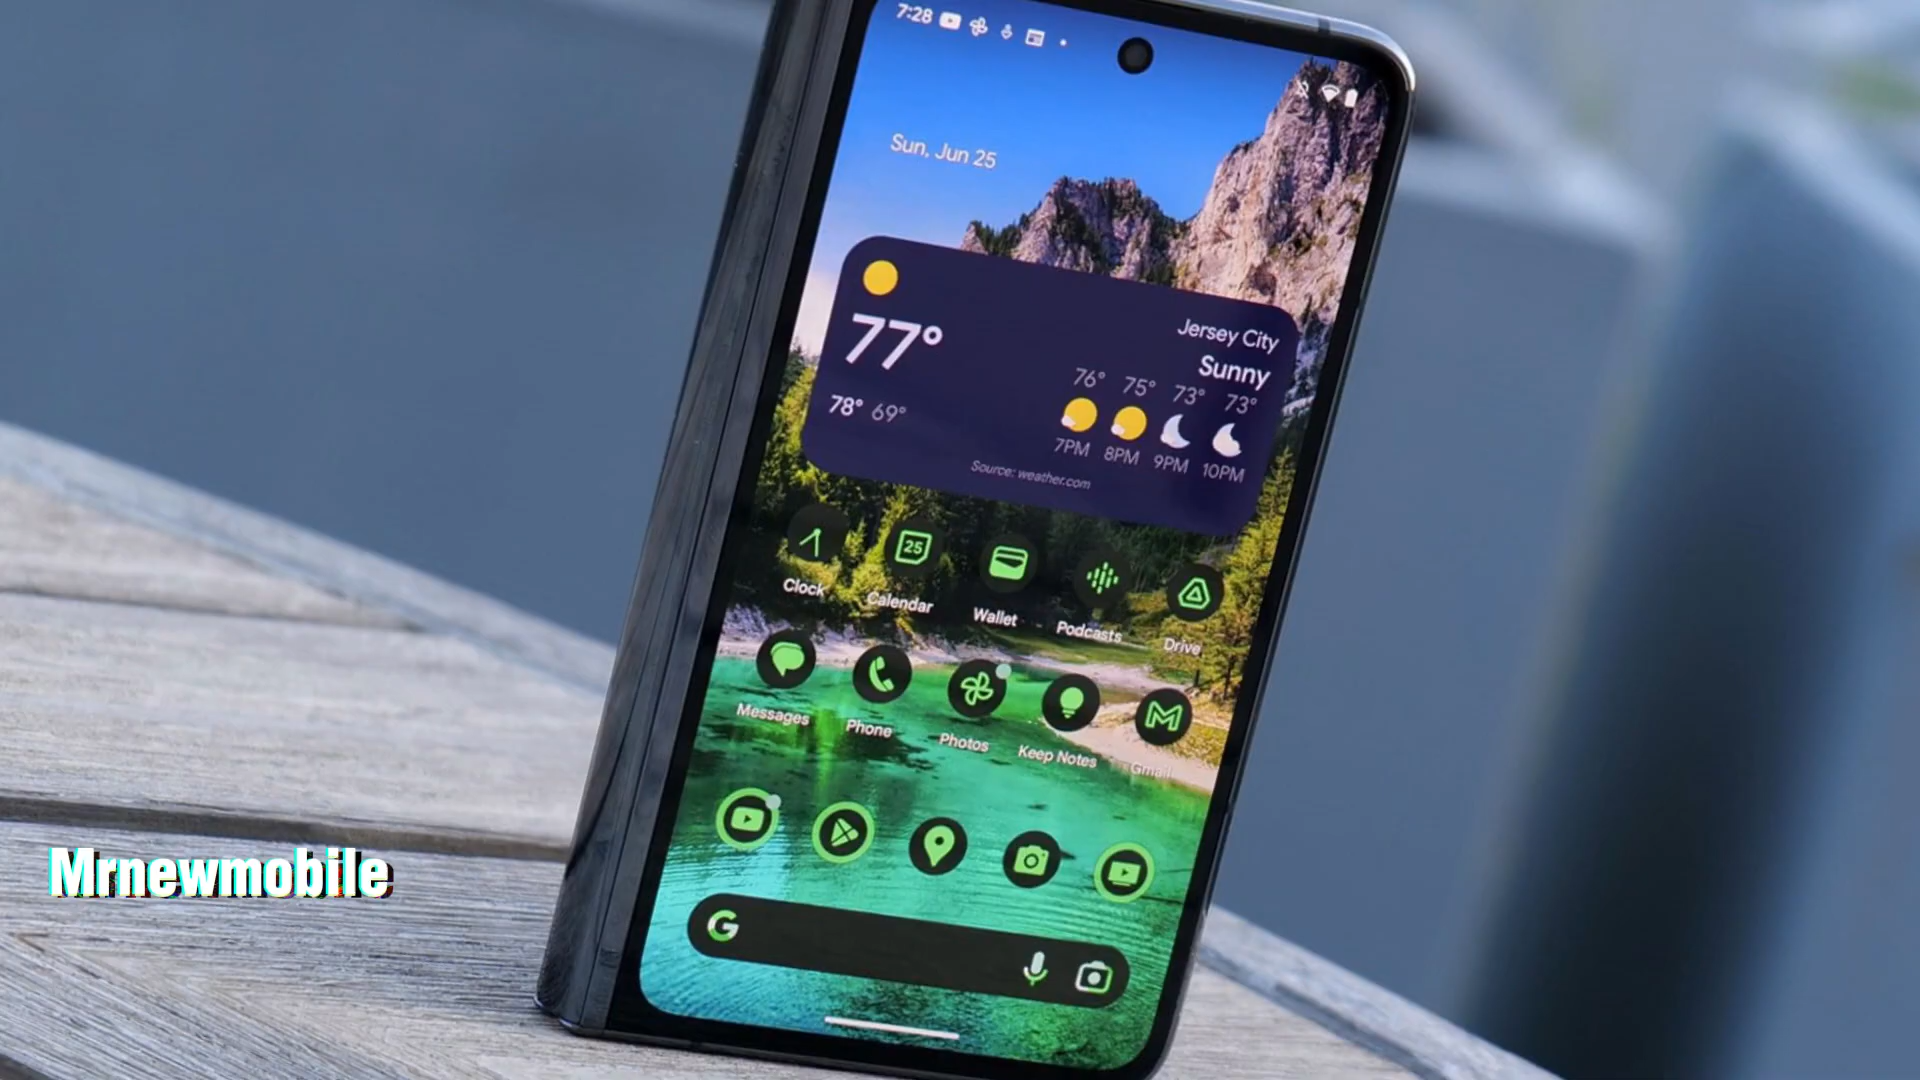 7:28
Sun, Jun 25
77°
78° 69°
Jersey City
Sunny
76° 75° 73° 73°
7PM 8PM 9PM 10PM
Source: weather.com
25
Clock Calendar Wallet Podcasts Drive
Messages Phone Photos Keep Notes Gmail
G
Mrnewmobile